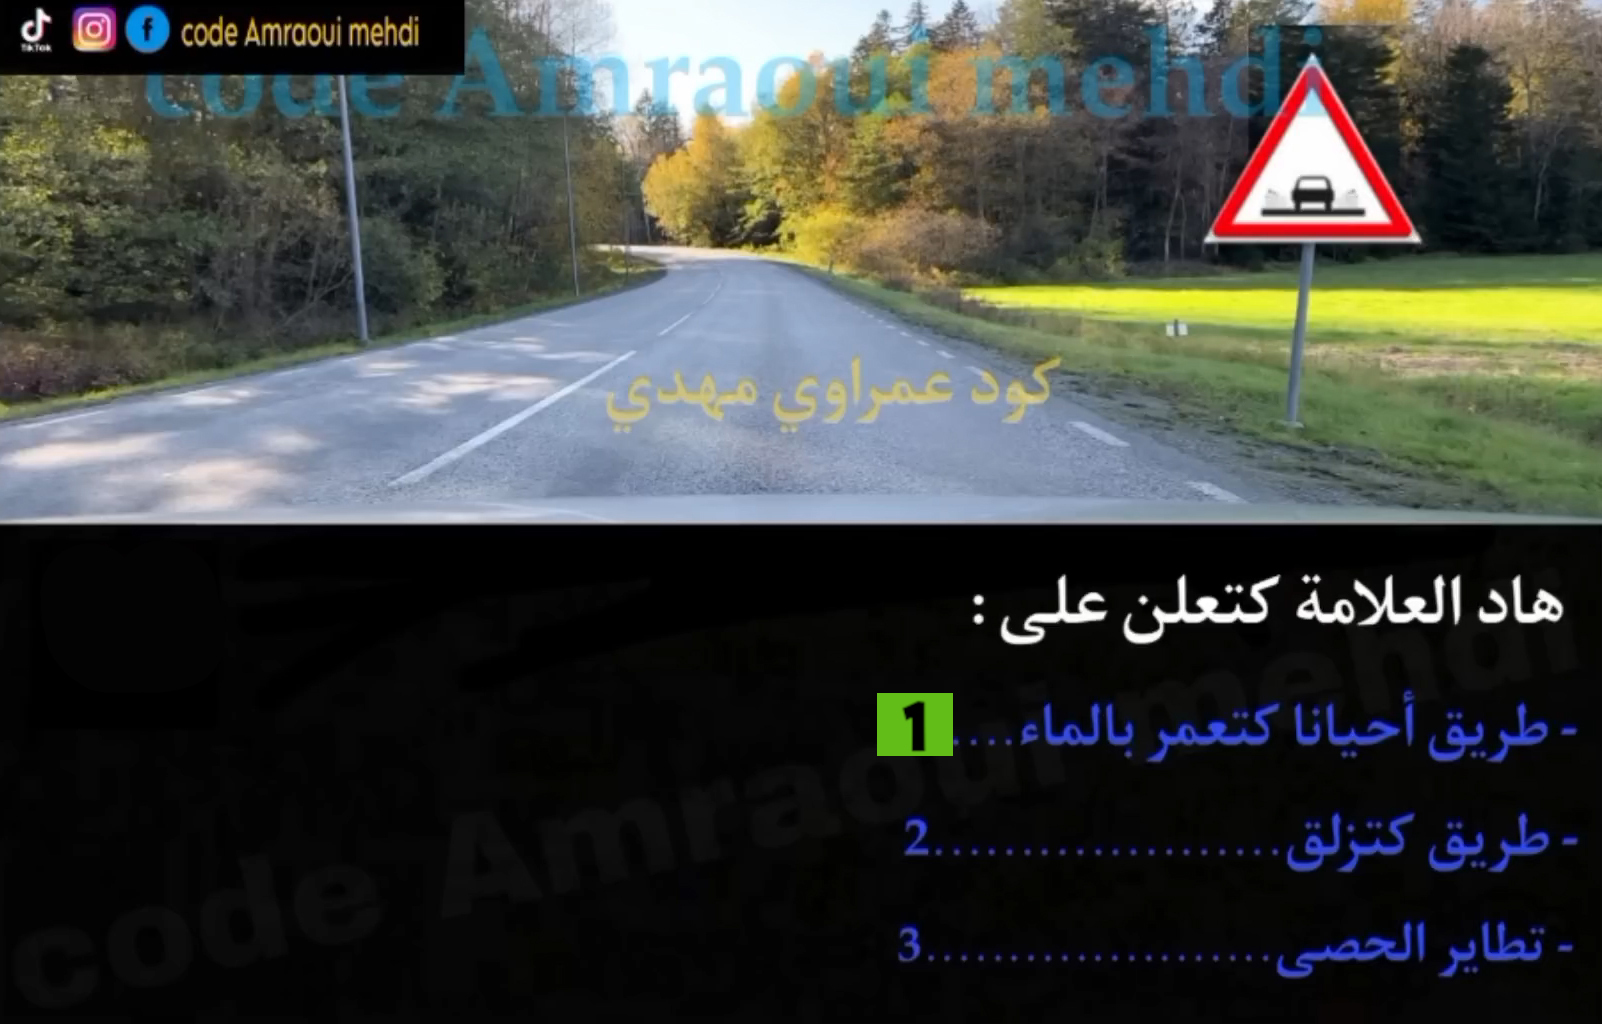 TikTok
code Amraoui mehdi
code Amraoui mehdi
كود عمراوي مهدي
هاد العلامة كتعلن على :
- طريق أحيانا كتعمر بالماء....1
- طريق كتزلق....................2
- تطاير الحصى.....................3
code Amraoui mehdi